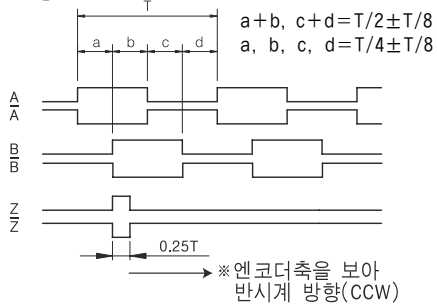 T
a+b, c+d=T/2±T/8
a, b, c, d=T/4±T/8
a b c d
A
A
B
B
Z
Z
0.25T
※엔코더축을 보아
반시계 방향(CCW)